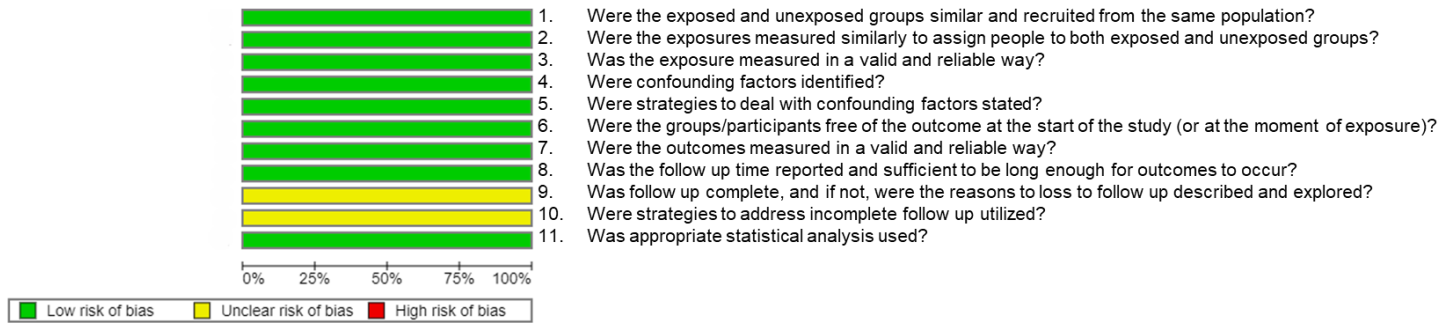 1. Were the exposed and unexposed groups similar and recruited from the same population?
2. Were the exposures measured similarly to assign people to both exposed and unexposed groups?
3. Was the exposure measured in a valid and reliable way?
4. Were confounding factors identified?
5. Were strategies to deal with confounding factors stated?
6. Were the groups/participants free of the outcome at the start of the study (or at the moment of exposure)?
7. Were the outcomes measured in a valid and reliable way?
8. Was the follow up time reported and sufficient to be long enough for outcomes to occur?
9. Was follow up complete, and if not, were the reasons to loss to follow up described and explored?
10. Were strategies to address incomplete follow up utilized?
11. Was appropriate statistical analysis used?
0% 25% 50% 75% 100%
Low risk of bias Unclear risk of bias High risk of bias